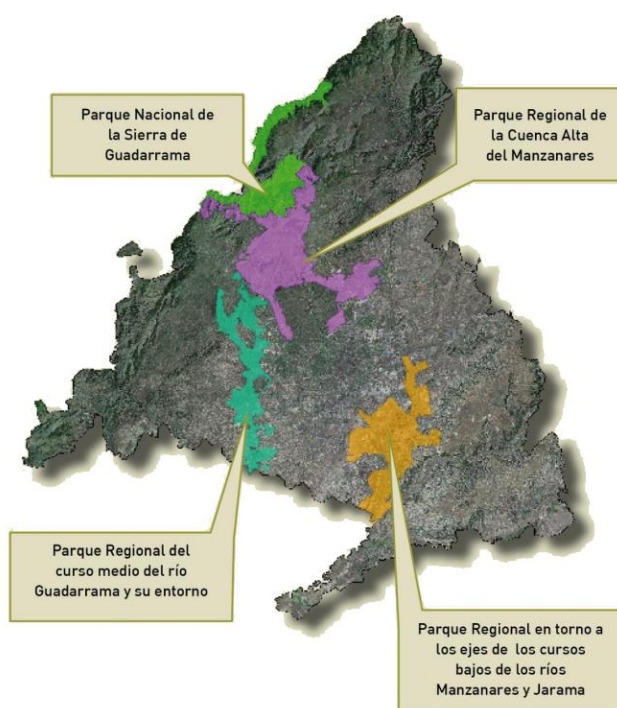 Parque Nacional de
la Sierra de
Guadarrama
Parque Regional de
la Cuenca Alta
del Manzanares
Parque Regional del
curso medio del río
Guadarrama y su entorno
Parque Regional en torno a
los ejes de los cursos
bajos de los ríos
Manzanares y Jarama